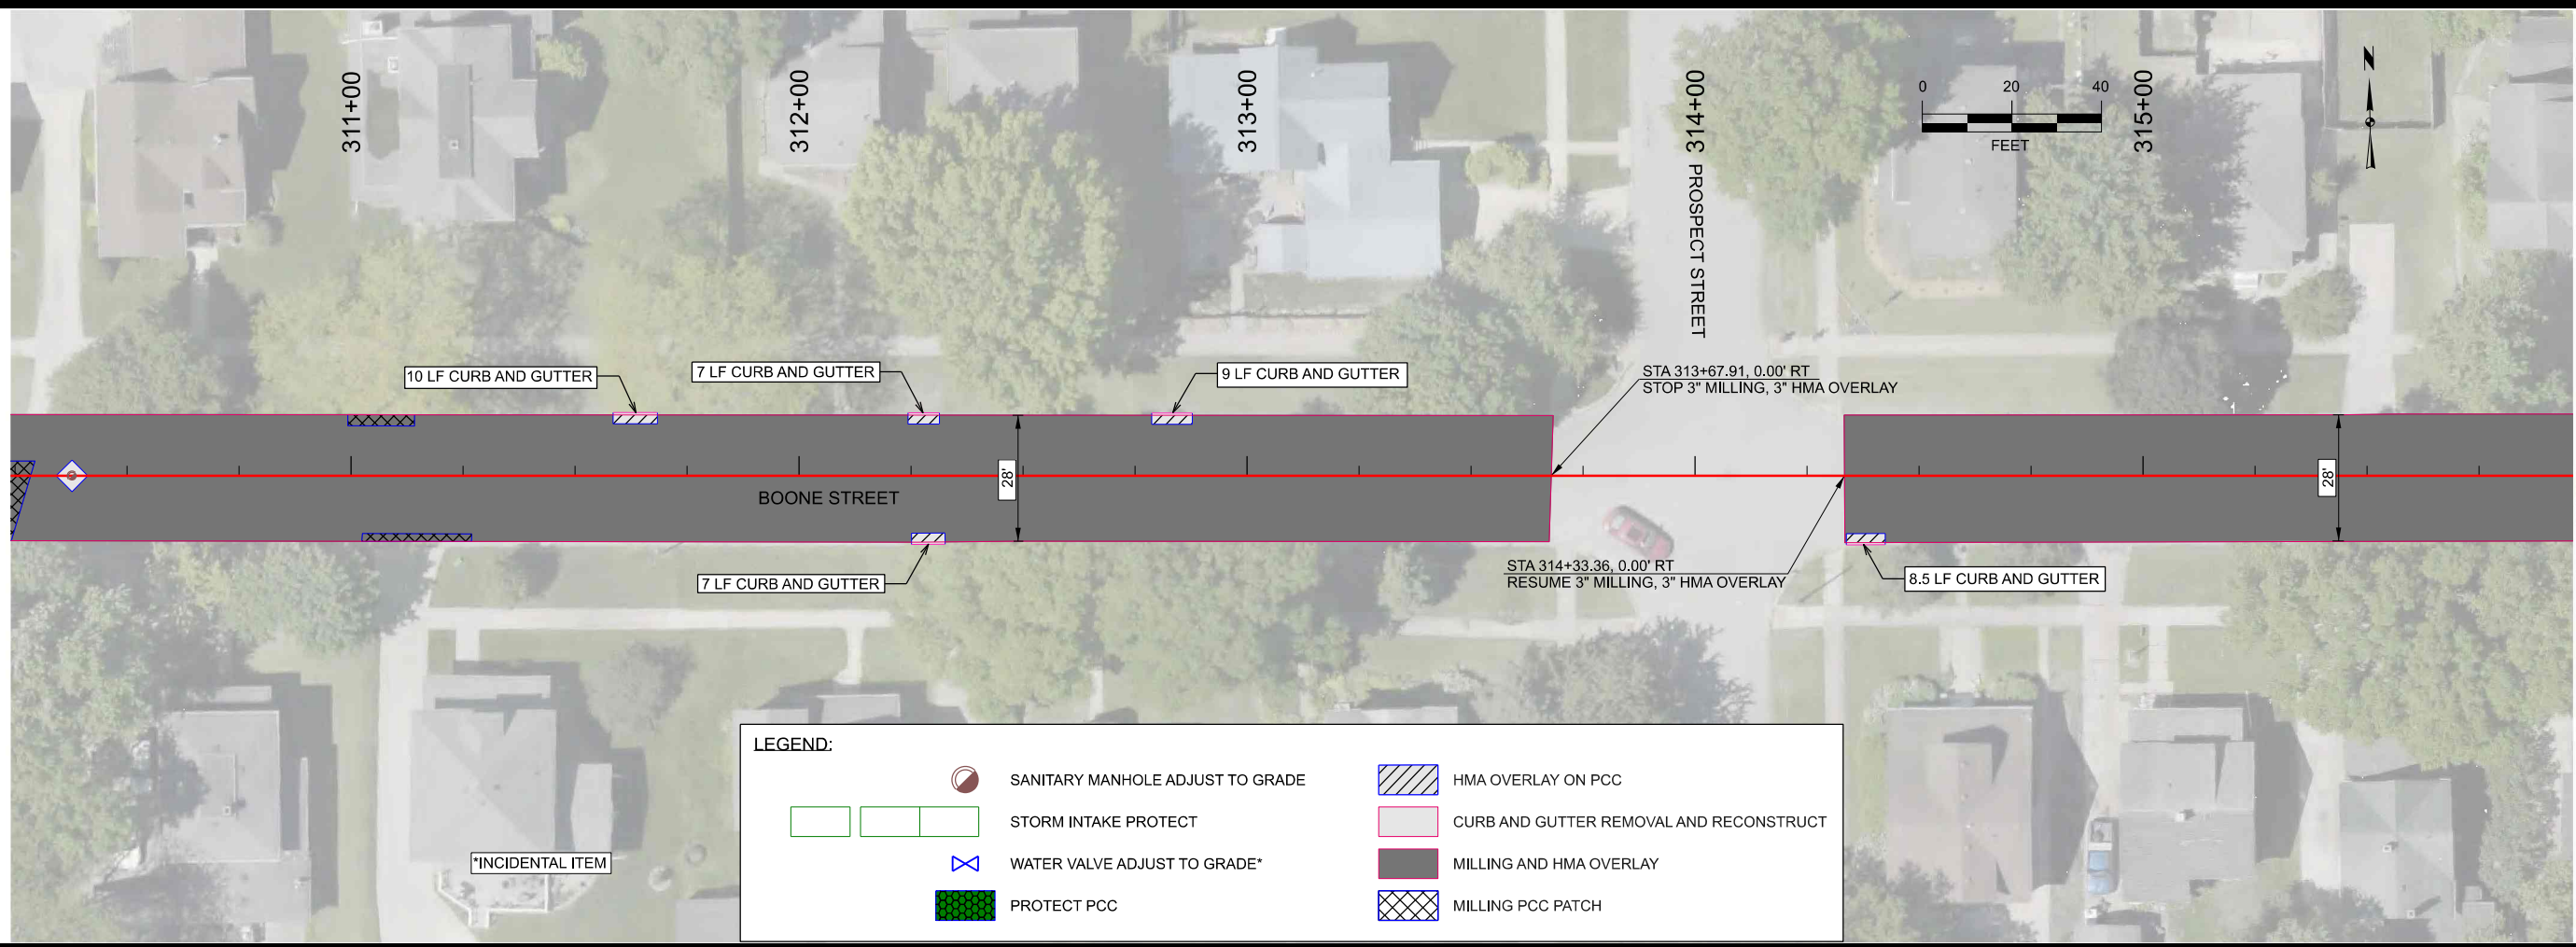 311+00
312+00
313+00
314+00
315+00
PROSPECT STREET
0 20 40
FEET
N
10 LF CURB AND GUTTER
7 LF CURB AND GUTTER
9 LF CURB AND GUTTER
STA 313+67.91, 0.00' RT
STOP 3" MILLING, 3" HMA OVERLAY
28'
28'
BOONE STREET
7 LF CURB AND GUTTER
STA 314+33.36, 0.00' RT
RESUME 3" MILLING, 3" HMA OVERLAY
8.5 LF CURB AND GUTTER
*INCIDENTAL ITEM
LEGEND:
SANITARY MANHOLE ADJUST TO GRADE
STORM INTAKE PROTECT
WATER VALVE ADJUST TO GRADE*
PROTECT PCC
HMA OVERLAY ON PCC
CURB AND GUTTER REMOVAL AND RECONSTRUCT
MILLING AND HMA OVERLAY
MILLING PCC PATCH